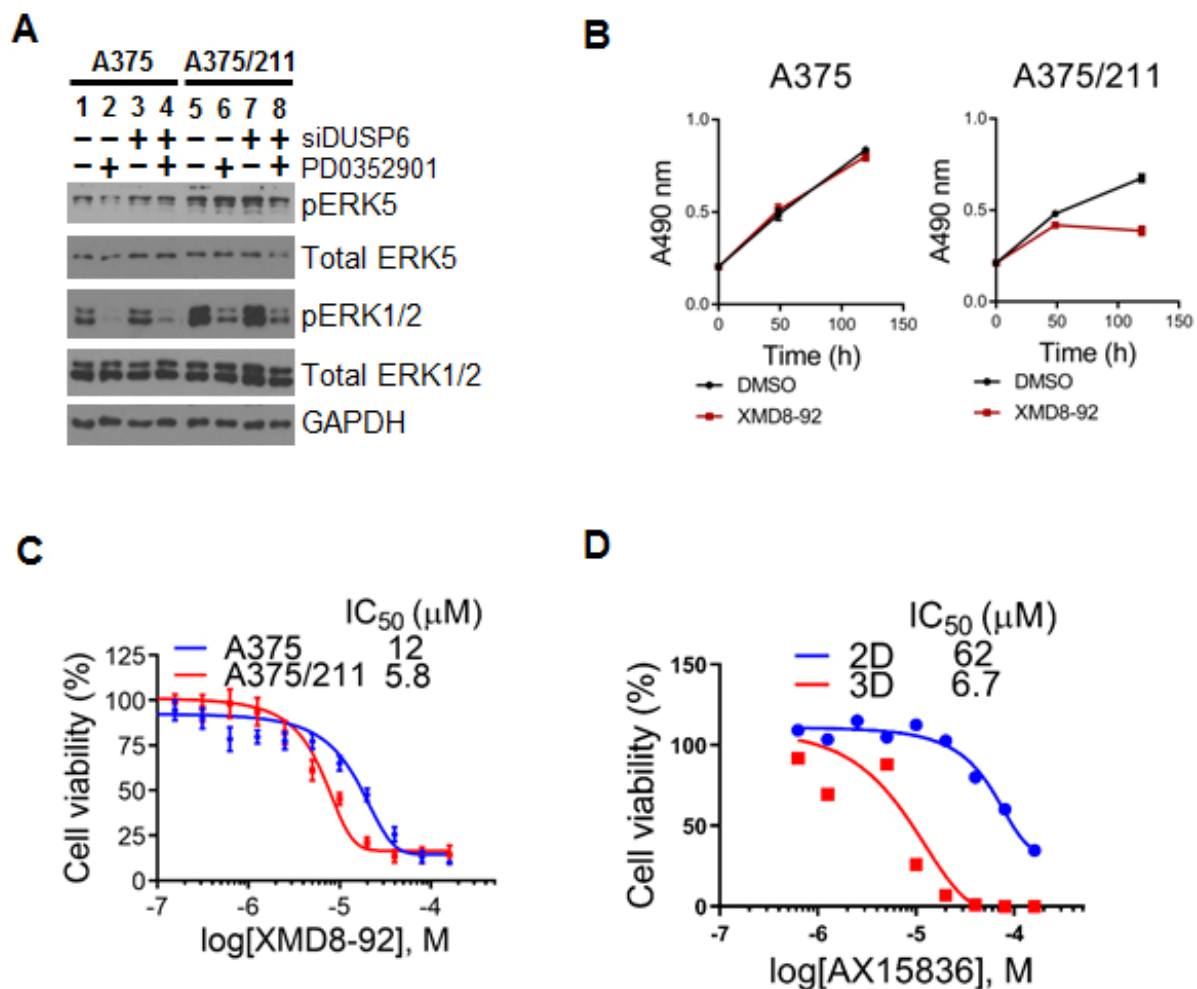 A
A375 A375/211
1 2 3 4 5 6 7 8
− − + + − − + + siDUSP6
− + − + − + − + PD0352901
pERK5
Total ERK5
pERK1/2
Total ERK1/2
GAPDH
B
A375
1.0
0.5
0.0
A490 nm
0 50 100 150
Time (h)
DMSO
XMD8-92
A375/211
1.0
0.5
0.0
A490 nm
0 50 100 150
Time (h)
DMSO
XMD8-92
C
IC50 (μM)
A375 12
A375/211 5.8
125
100
75
50
25
0
Cell viability (%)
-7 -6 -5 -4
log[XMD8-92], M
D
IC50 (μM)
2D 62
3D 6.7
150
100
50
0
Cell viability (%)
-7 -6 -5 -4
log[AX15836], M